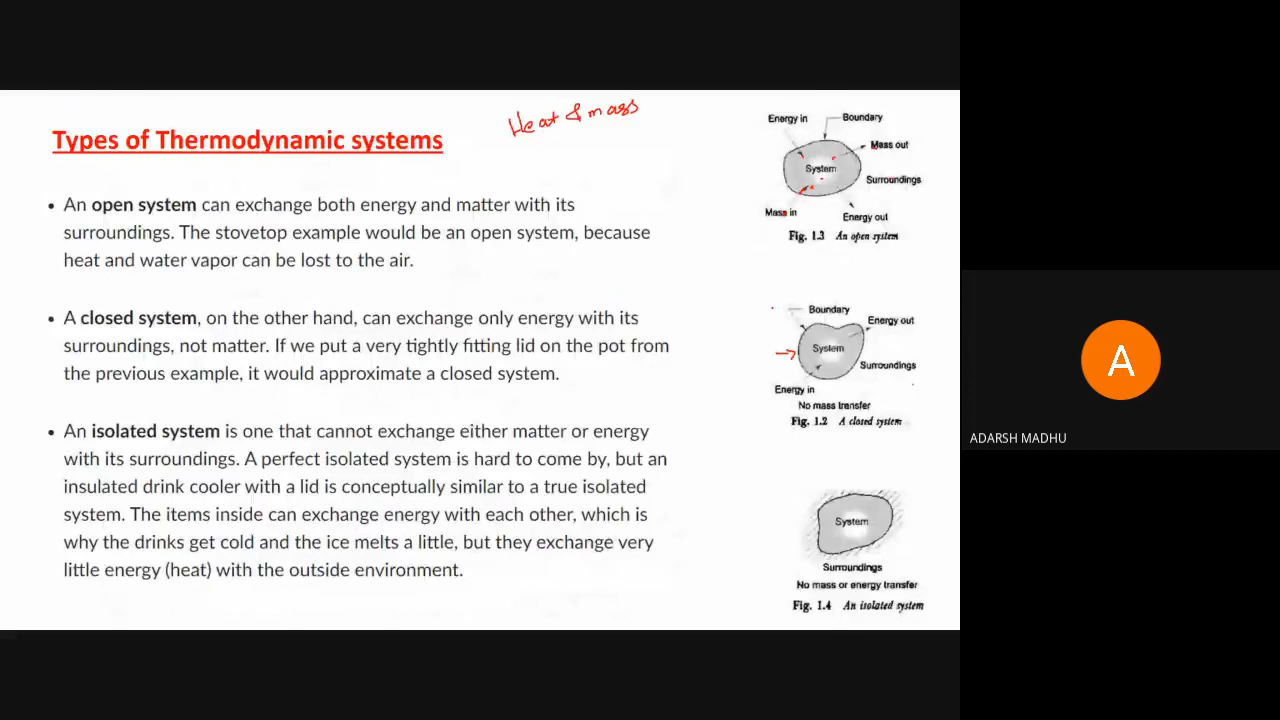 Heat & mass
Types of Thermodynamic systems
• An open system can exchange both energy and matter with its
surroundings. The stovetop example would be an open system, because
heat and water vapor can be lost to the air.
• A closed system, on the other hand, can exchange only energy with its
surroundings, not matter. If we put a very tightly fitting lid on the pot from
the previous example, it would approximate a closed system.
• An isolated system is one that cannot exchange either matter or energy
with its surroundings. A perfect isolated system is hard to come by, but an
insulated drink cooler with a lid is conceptually similar to a true isolated
system. The items inside can exchange energy with each other, which is
why the drinks get cold and the ice melts a little, but they exchange very
little energy (heat) with the outside environment.
Energy in
Boundary
Mass out
System
Surroundings
Mass in
Energy out
Fig. 1.3 An open system
Boundary
Energy out
System
Surroundings
Energy in
No mass transfer
Fig. 1.2 A closed system
System
Surroundings
No mass or energy transfer
Fig. 1.4 An isolated system
A
ADARSH MADHU